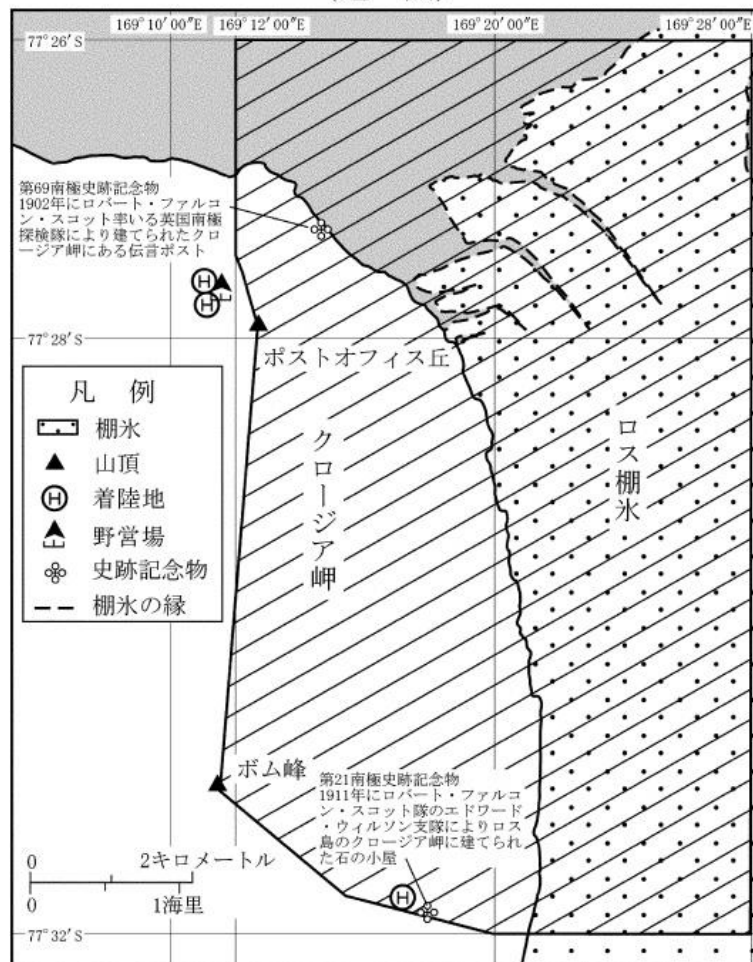 169°10′00″E
169°12′00″E
169°20′00″E
169°28′00″E
77°26′S
第69南極史跡記念物
1902年にロバート・ファルコ
ン・スコット率いる英国南極
探検隊により建てられたクロ
ージア岬にある伝言ポスト
H
H
77°28′S
ポストオフィス丘
凡 例
棚氷
山頂
H 着陸地
野営場
史跡記念物
棚氷の縁
クロージア岬
ロス棚氷
ボム峰
第21南極史跡記念物
1911年にロバート・ファルコ
ン・スコット隊のエドワード
・ウィルソン支隊によりロス
島のクロージア岬に建てられ
た石の小屋
0 2キロメートル
0 1海里
H
77°32′S